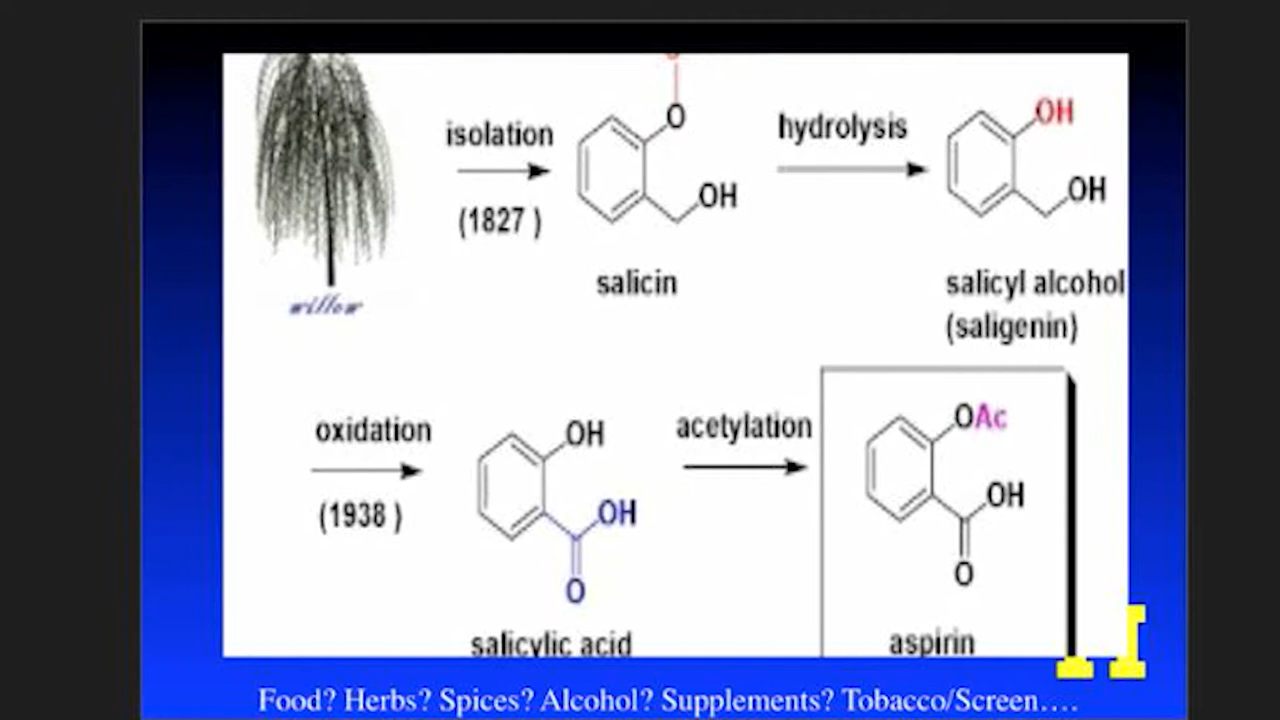 isolation
(1827 )
O
OH
salicin
hydrolysis
OH
OH
salicyl alcohol
(saligenin)
willow
oxidation
(1938 )
OH
OH
O
salicylic acid
acetylation
OAc
OH
O
aspirin
Food? Herbs? Spices? Alcohol? Supplements? Tobacco/Screen….